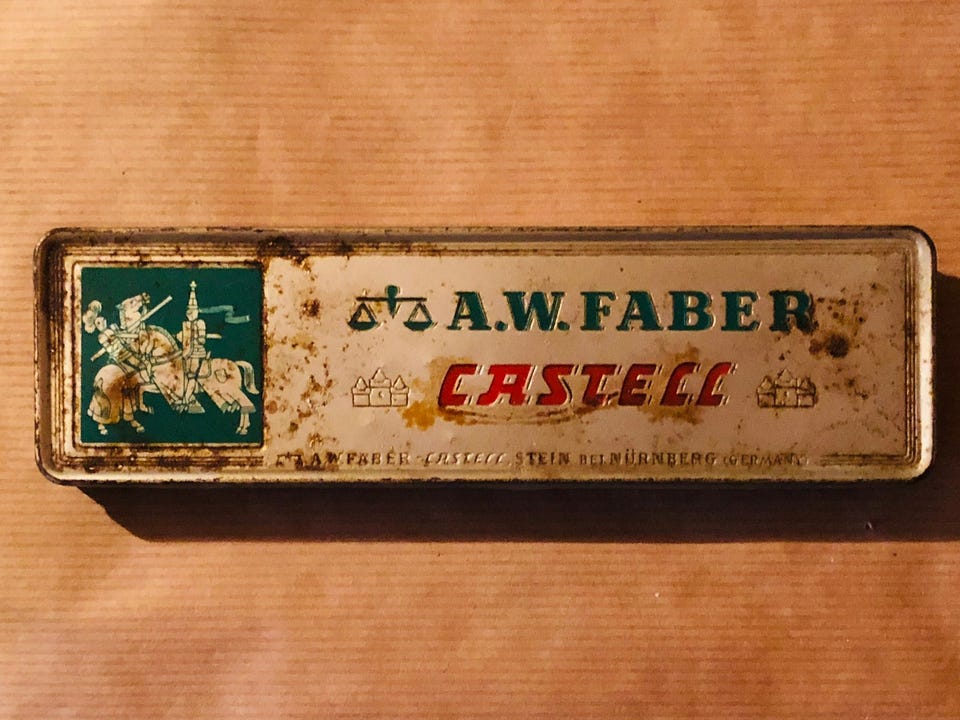 A.W. FABER
CASTELL
A.W. FABER-CASTELL, STEIN BEI NÜRNBERG (GERMANY)